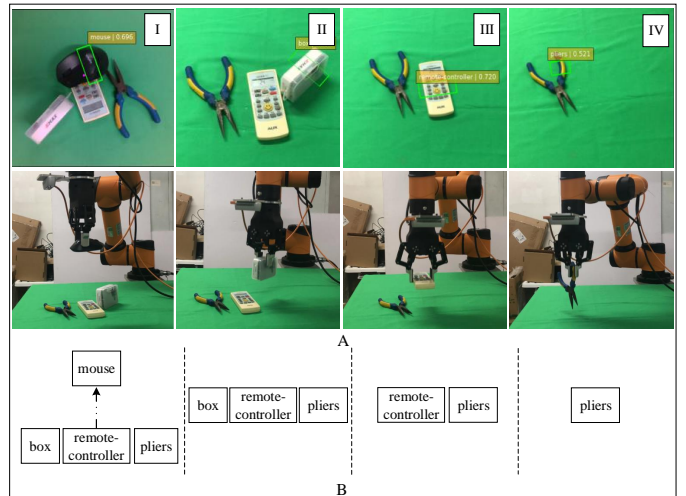 I
II
III
IV
mouse | 0.696
box
remote-controller | 0.720
pliers | 0.521
A
mouse
box
remote-
controller
pliers
box
remote-
controller
pliers
remote-
controller
pliers
pliers
B